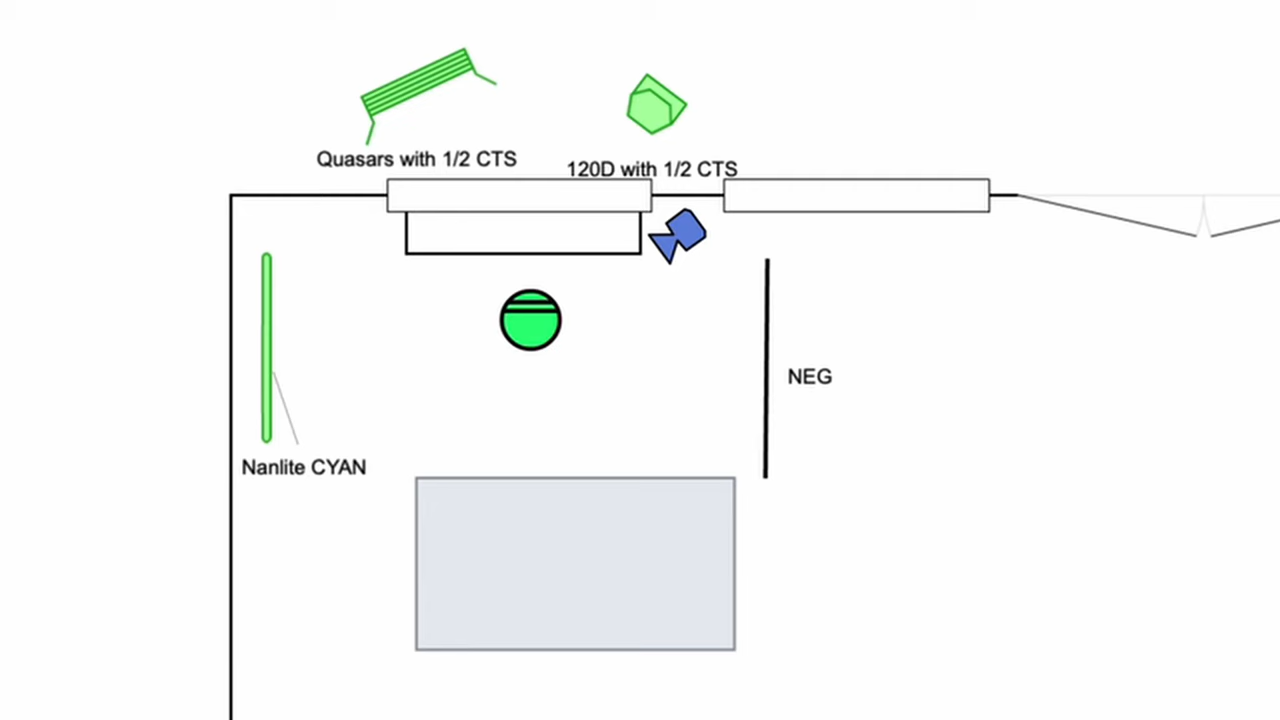 Quasars with 1/2 CTS
120D with 1/2 CTS
NEG
Nanlite CYAN